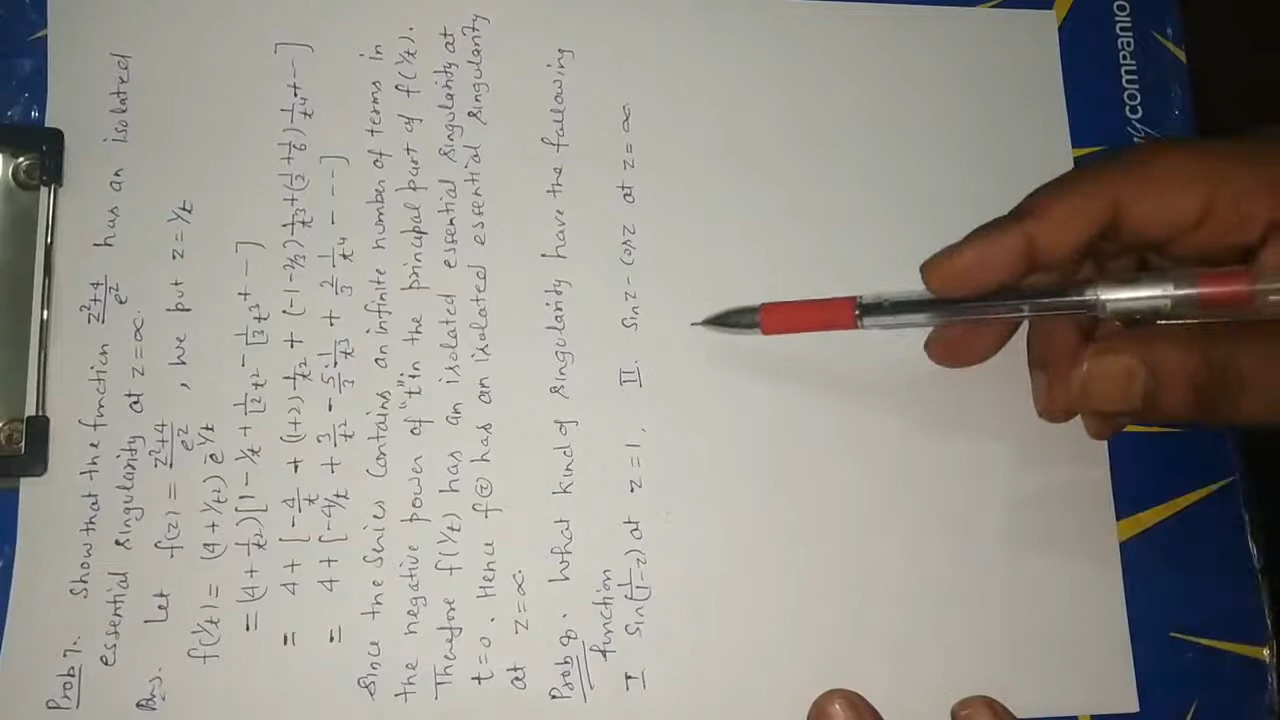 Prob 7. Show that the function z²+4/e^z has an isolated
essential singularity at z=∞.
Ans. Let f(z) = z²+4/e^z, we put z=1/t
f(1/t) = (4+1/t²) e^-1/t
= (4+1/t²)[1-1/t+1/⌊2t²-1/⌊3t³+--]
= 4+[-4/t+(1+2)1/t²+(-1-2/3)1/t³+(1/2+1/6)1/t⁴+--]
= 4+[-4/t+3/t²-5/3 1/t³+2/3 1/t⁴----]
Since the series contains an infinite number of terms in
the negative power of "t" in the principal part of f(1/t).
Therefore f(1/t) has an isolated essential singularity at
t=0. Hence f(z) has an isolated essential singularity
at z=∞.
Prob 8. What kind of singularity have the following
function
I sin(1/1-z) at z=1, II. sinz-cosz at z=∞
COMPANIO